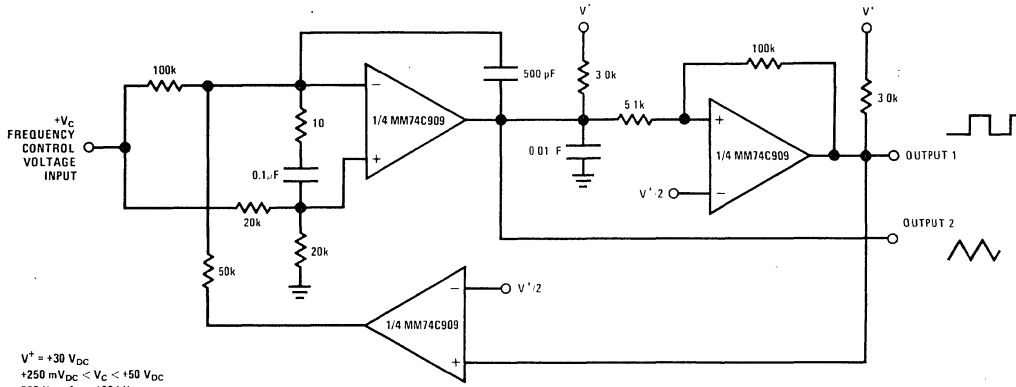 V+
V+
100k
500 pF
3.0k
100k
3.0k
−
1/4 MM74C909
+
10
5 1k
+
1/4 MM74C909
−
+VC
FREQUENCY
CONTROL
VOLTAGE
INPUT
0.1μF
0 01 F
V+/2
OUTPUT 1
20k
OUTPUT 2
50k
20k
−
V+/2
1/4 MM74C909
+
V+ = +30 VDC
+250 mVDC < VC < +50 VDC